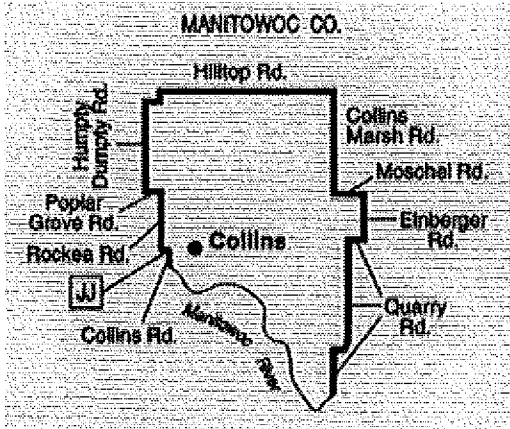 MANITOWOC CO.
Hilltop Rd.
Humpty
Dumpty Rd.
Collins
Marsh Rd.
Moschel Rd.
Poplar
Grove Rd.
Einberger
Rd.
Rockea Rd.
Collins
JJ
Collins Rd.
Manitowoc River
Quarry
Rd.